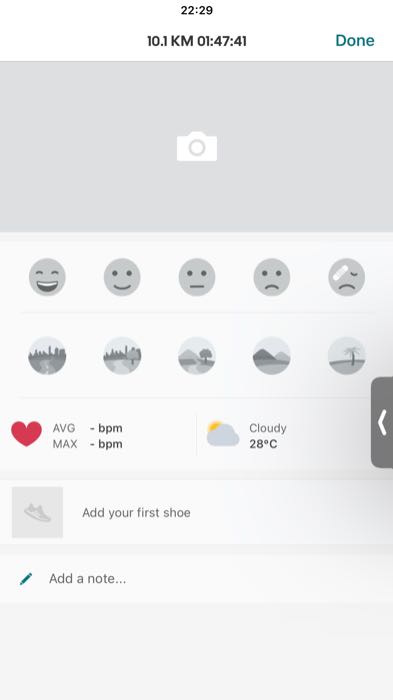 22:29
10.1 KM 01:47:41
Done
AVG - bpm
MAX - bpm
Cloudy
28°C
Add your first shoe
Add a note...